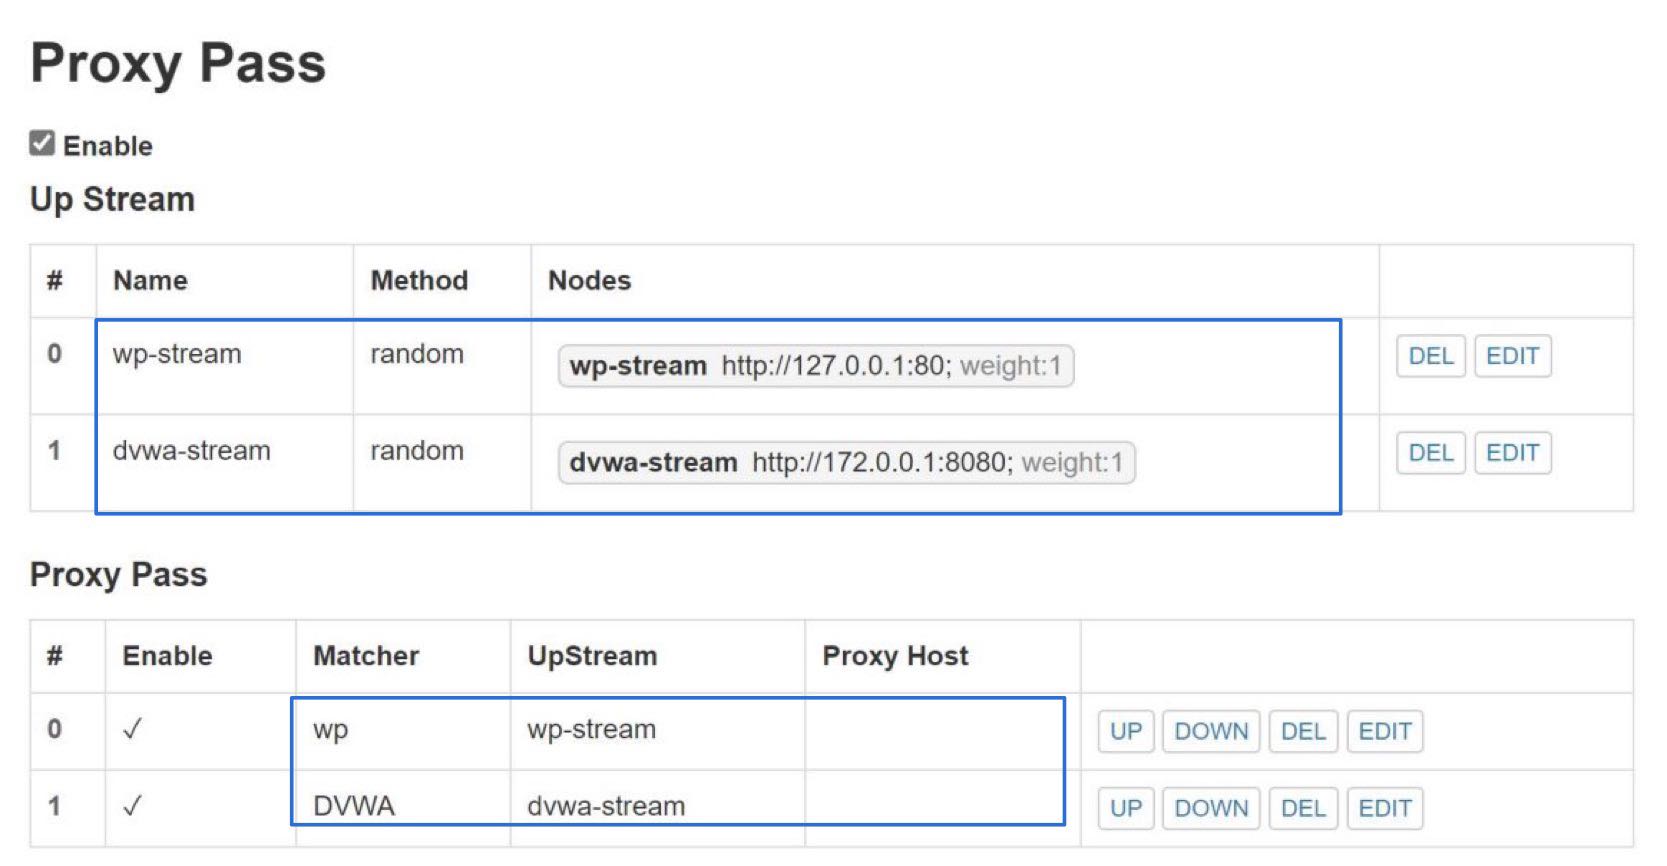 Proxy Pass
Enable
Up Stream
# Name Method Nodes
0 wp-stream random wp-stream http://127.0.0.1:80; weight:1 DEL EDIT
1 dvwa-stream random dvwa-stream http://172.0.0.1:8080; weight:1 DEL EDIT
Proxy Pass
# Enable Matcher UpStream Proxy Host
0 ✓ wp wp-stream UP DOWN DEL EDIT
1 ✓ DVWA dvwa-stream UP DOWN DEL EDIT